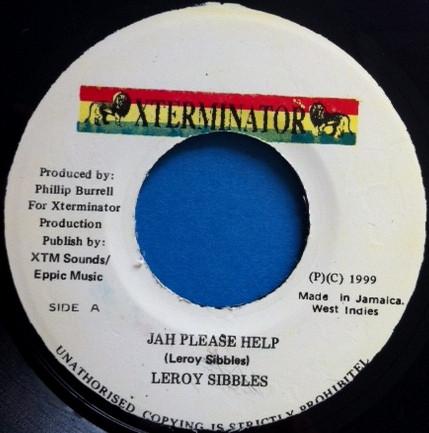 XTERMINATOR
Produced by:
Phillip Burrell
For Xterminator
Production
Publish by:
XTM Sounds/
Eppic Music
SIDE A
(P)(C) 1999
Made in Jamaica.
West Indies
JAH PLEASE HELP
(Leroy Sibbles)
LEROY SIBBLES
UNAUTHORISED COPYING IS STRICTLY PROHIBITED